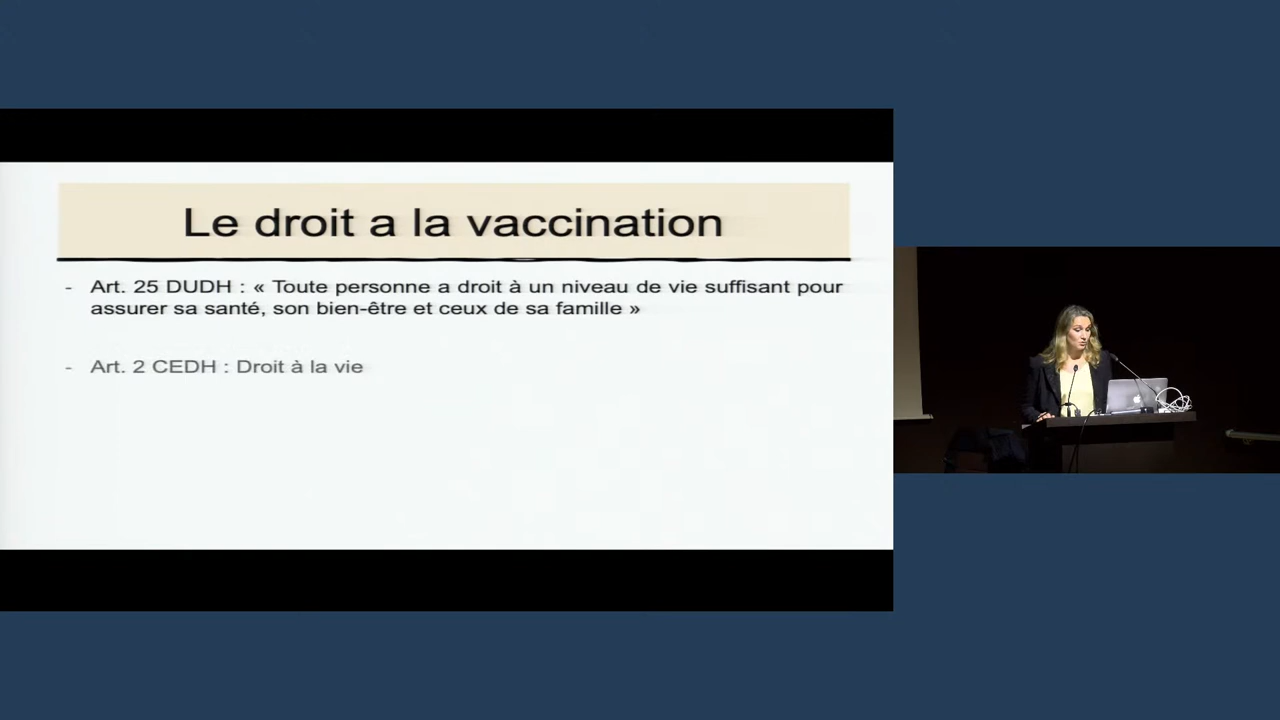 Le droit a la vaccination
- Art. 25 DUDH : « Toute personne a droit à un niveau de vie suffisant pour
assurer sa santé, son bien-être et ceux de sa famille »
- Art. 2 CEDH : Droit à la vie